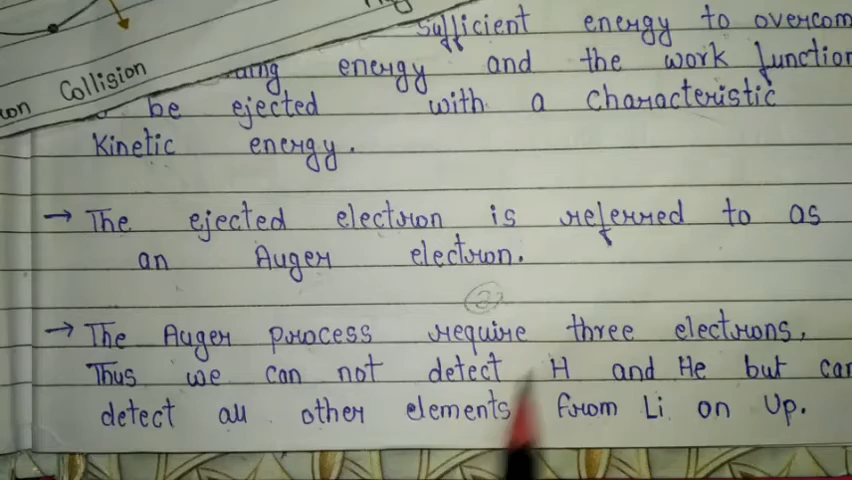 sufficient energy to overcom
energy and the work function
be ejected with a characteristic
Kinetic energy.
→ The ejected electron is referred to as
an Auger electron.
→ The Auger process require three electrons,
Thus we can not detect H and He but can
detect all other elements from Li on Up.
Collision